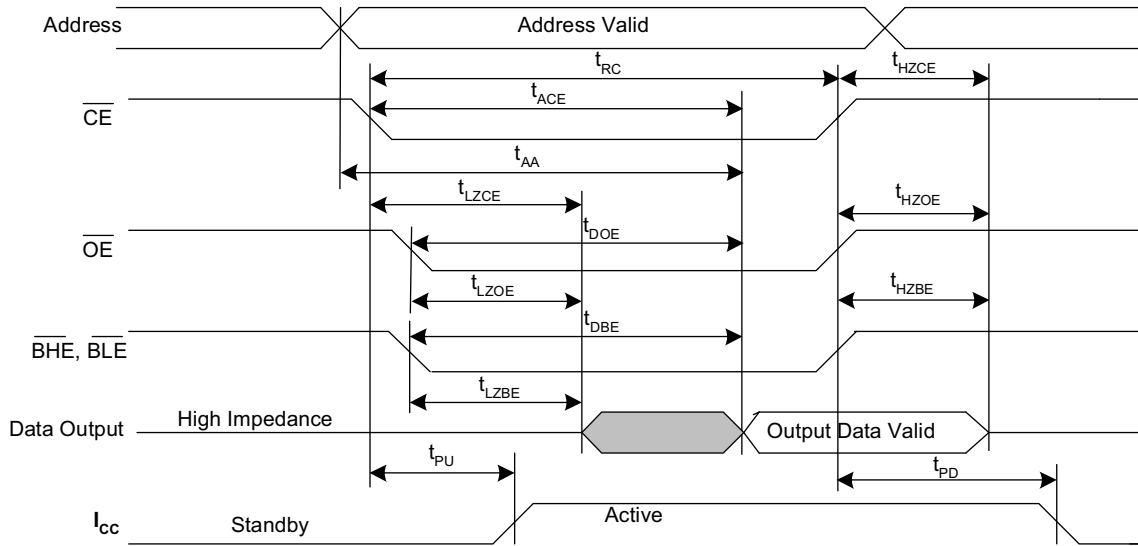 Address
Address Valid
tRC
tHZCE
tACE
CE
tAA
tLZCE
tHZOE
OE
tDOE
tLZOE
tHZBE
BHE, BLE
tDBE
tLZBE
Data Output
High Impedance
Output Data Valid
tPU
tPD
ICC
Standby
Active